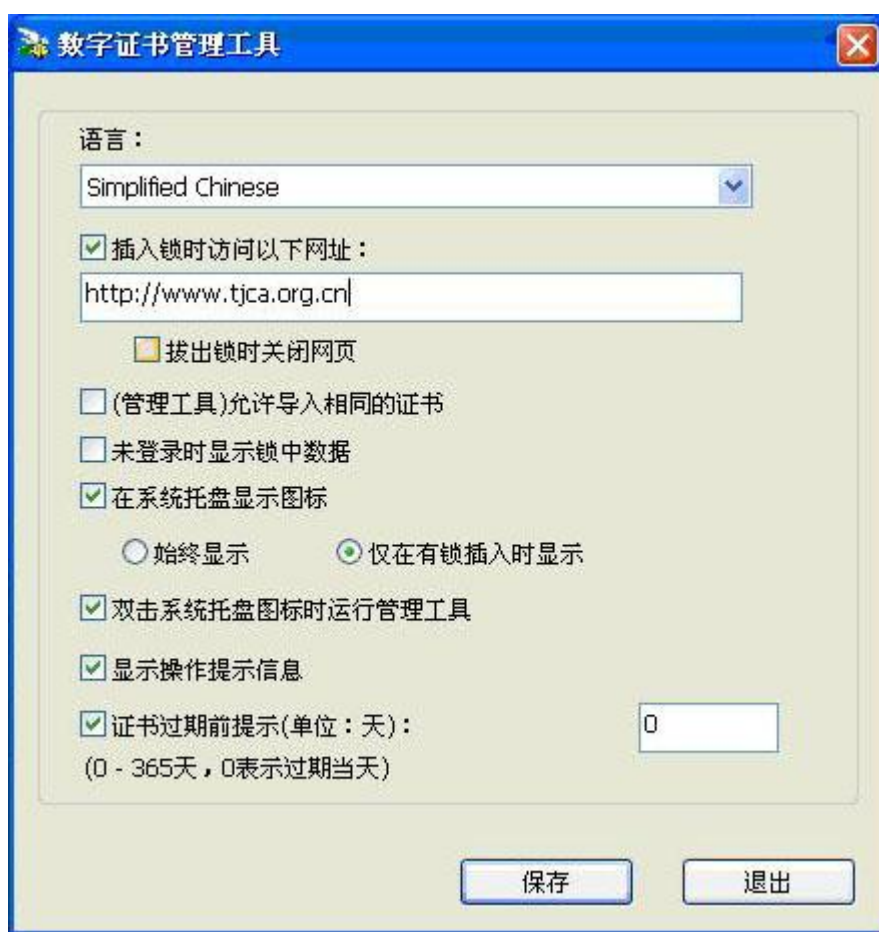 数字证书管理工具
语言：
Simplified Chinese
插入锁时访问以下网址：
http://www.tjca.org.cn
拔出锁时关闭网页
(管理工具)允许导入相同的证书
未登录时显示锁中数据
在系统托盘显示图标
始终显示 仅在有锁插入时显示
双击系统托盘图标时运行管理工具
显示操作提示信息
证书过期前提示(单位：天)： 0
(0 - 365天，0表示过期当天)
保存 退出